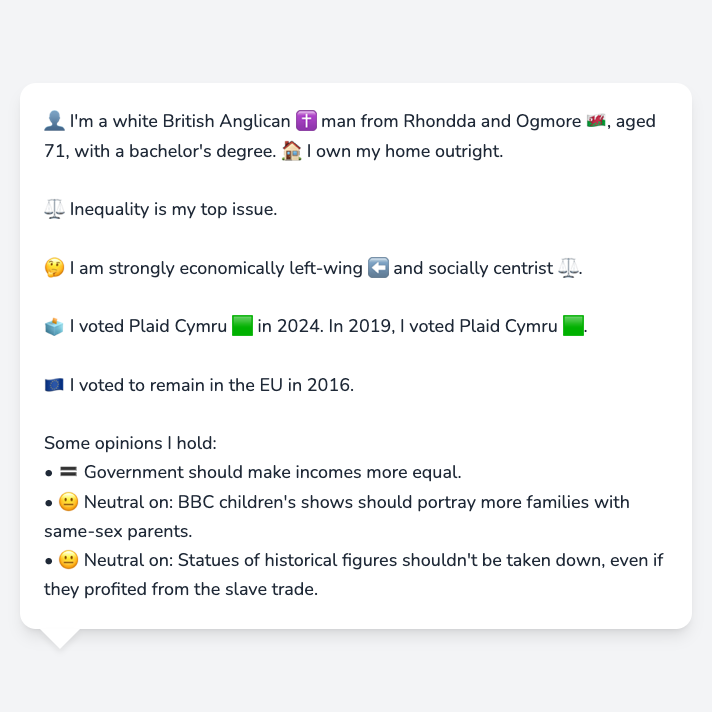 👤 I'm a white British Anglican ✝️ man from Rhondda and Ogmore 🏴󠁧󠁢󠁷󠁬󠁳󠁿, aged
71, with a bachelor's degree. 🏠 I own my home outright.
⚖️ Inequality is my top issue.
🤔 I am strongly economically left-wing ⬅️ and socially centrist ⚖️.
🗳️ I voted Plaid Cymru 🟩 in 2024. In 2019, I voted Plaid Cymru 🟩.
🇪🇺 I voted to remain in the EU in 2016.
Some opinions I hold:
• 🟰 Government should make incomes more equal.
• 😐 Neutral on: BBC children's shows should portray more families with
same-sex parents.
• 😐 Neutral on: Statues of historical figures shouldn't be taken down, even if
they profited from the slave trade.